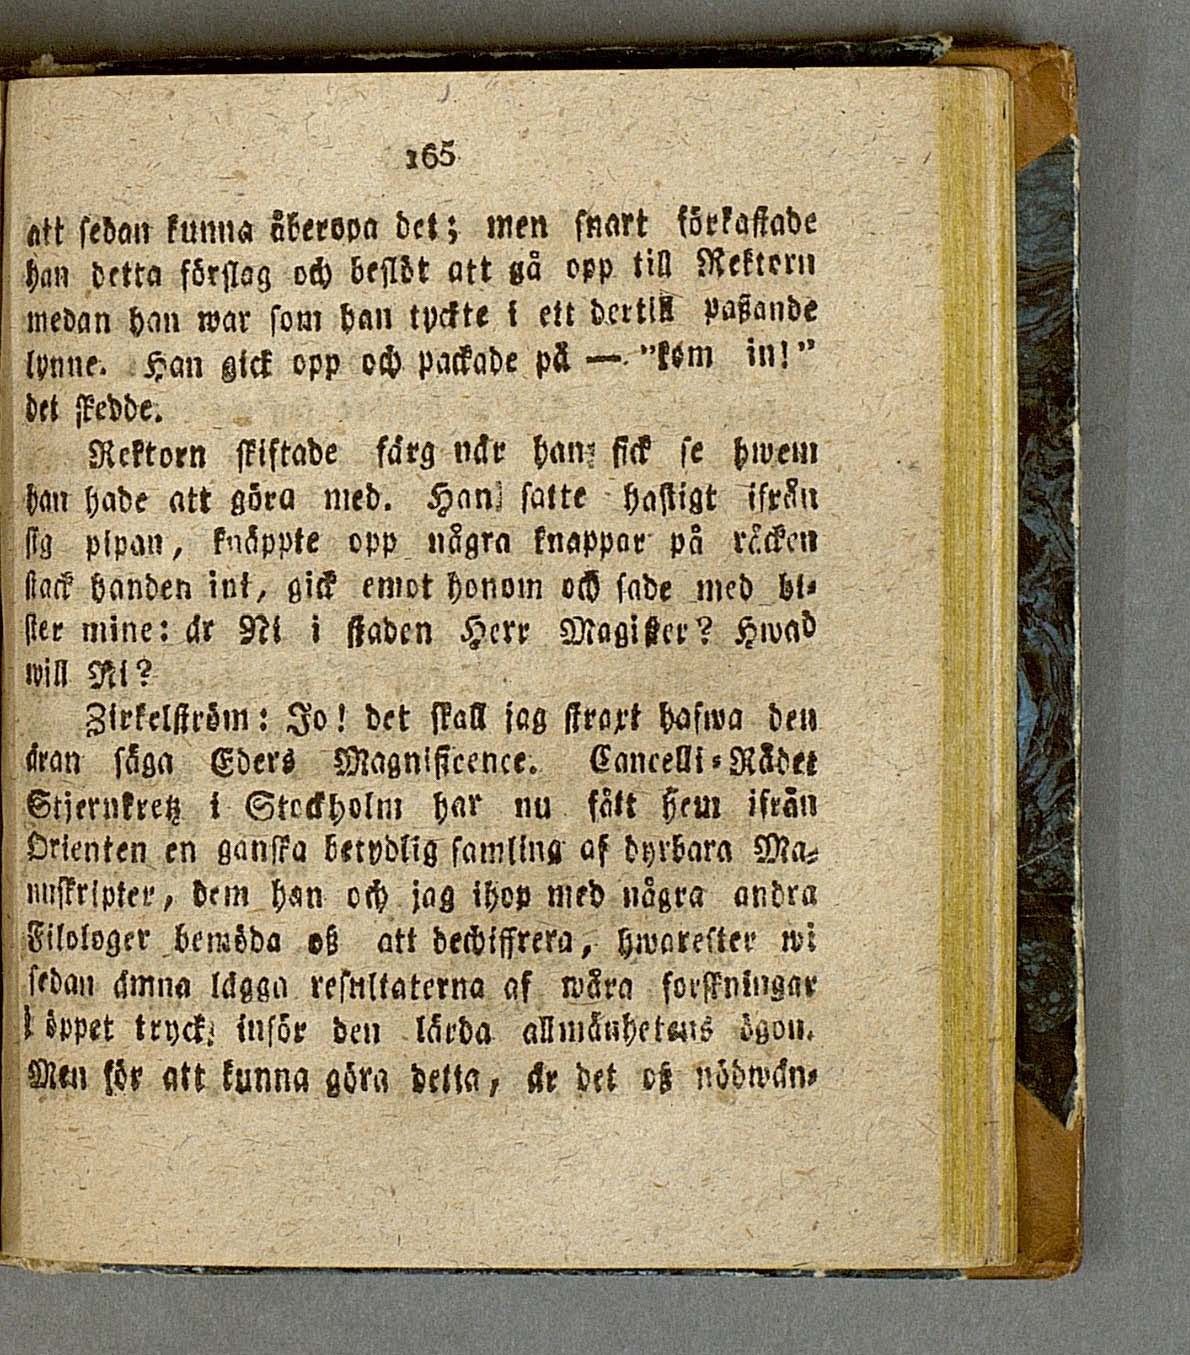 165
att sedan kunna åberopa det; men snart förkastade
han detta förslag och beslöt att gå opp till Rektorn
medan han war som han tyckte i ett dertill paßande
lynne. Han gick opp och packade på — "kom in!"
det skedde.
Rektorn skiftade färg när han fick se hwem
han hade att göra med. Han satte hastigt ifrån
sig pipan, knäppte opp några knappar på råcken
stack handen int, gick emot honom och sade med bi-
ster mine: är Ni i staden Herr Magister? Hwad
will Ni?
Zirkelström: Jo! det skall jag straxt hafwa den
äran säga Eders Magnificence. Cancelli-Rådet
Stjernkretz i Stockholm har nu fått hem ifrån
Orienten en ganska betydlig samling af dyrbara Ma-
nuskripter, dem han och jag ihop med några andra
Filologer bemöda oß att dechiffrera, hwarefter wi
sedan ämna lägga resultaterna af wåra forskningar
i öppet tryck inför den lärda allmänhetens ögon.
Men för att kunna göra detta, är det oß nödwän-